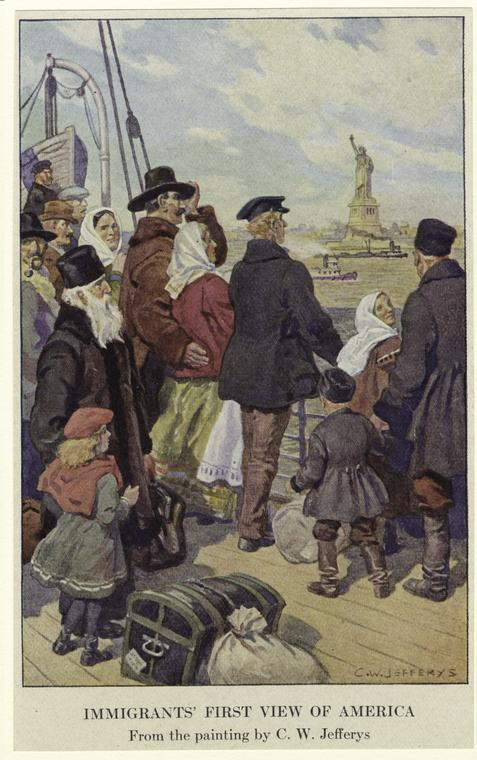 C.W. JEFFERYS
IMMIGRANTS' FIRST VIEW OF AMERICA
From the painting by C. W. Jefferys